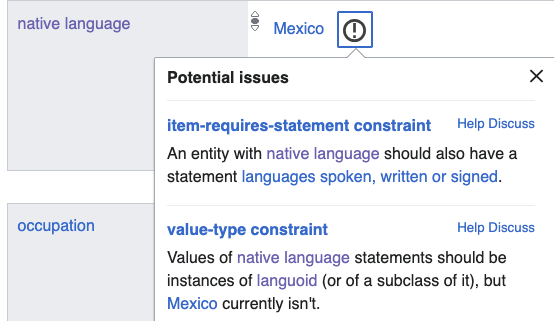 native language
Mexico
Potential issues
item-requires-statement constraint Help Discuss
An entity with native language should also have a
statement languages spoken, written or signed.
occupation
value-type constraint Help Discuss
Values of native language statements should be
instances of languoid (or of a subclass of it), but
Mexico currently isn't.